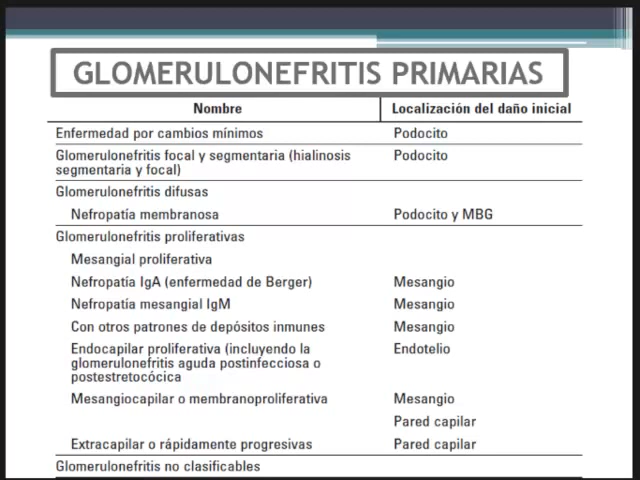 GLOMERULONEFRITIS PRIMARIAS
Nombre Localización del daño inicial
Enfermedad por cambios mínimos Podocito
Glomerulonefritis focal y segmentaria (hialinosis Podocito
segmentaria y focal)
Glomerulonefritis difusas
Nefropatía membranosa Podocito y MBG
Glomerulonefritis proliferativas
Mesangial proliferativa
Nefropatía IgA (enfermedad de Berger) Mesangio
Nefropatía mesangial IgM Mesangio
Con otros patrones de depósitos inmunes Mesangio
Endocapilar proliferativa (incluyendo la Endotelio
glomerulonefritis aguda postinfecciosa o
postestretocócica
Mesangiocapilar o membranoproliferativa Mesangio
Pared capilar
Extracapilar o rápidamente progresivas Pared capilar
Glomerulonefritis no clasificables